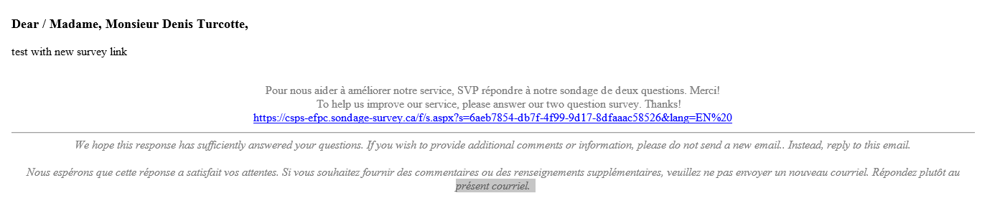 Dear / Madame, Monsieur Denis Turcotte,
test with new survey link
Pour nous aider à améliorer notre service, SVP répondre à notre sondage de deux questions. Merci!
To help us improve our service, please answer our two question survey. Thanks!
https://csps-efpc.sondage-survey.ca/f/s.aspx?s=6aeb7854-db7f-4f99-9d17-8dfaaac58526&lang=EN%20
We hope this response has sufficiently answered your questions. If you wish to provide additional comments or information, please do not send a new email.. Instead, reply to this email.
Nous espérons que cette réponse a satisfait vos attentes. Si vous souhaitez fournir des commentaires ou des renseignements supplémentaires, veuillez ne pas envoyer un nouveau courriel. Répondez plutôt au
présent courriel.